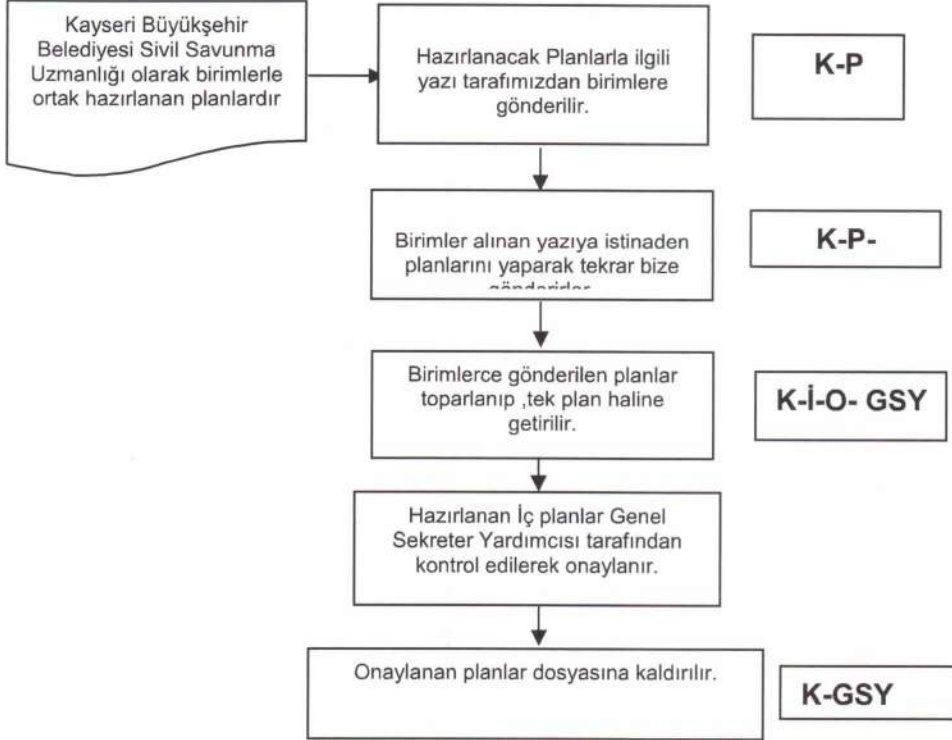 Kayseri Büyükşehir
Belediyesi Sivil Savunma
Uzmanlığı olarak birimlerle
ortak hazırlanan planlardır
Hazırlanacak Planlarla ilgili
yazı tarafımızdan birimlere
gönderilir.
K-P
Birimler alınan yazıya istinaden
planlarını yaparak tekrar bize
K-P-
Birimlerce gönderilen planlar
toparlanıp ,tek plan haline
getirilir.
K-İ-O- GSY
Hazırlanan İç planlar Genel
Sekreter Yardımcısı tarafından
kontrol edilerek onaylanır.
Onaylanan planlar dosyasına kaldırılır.
K-GSY